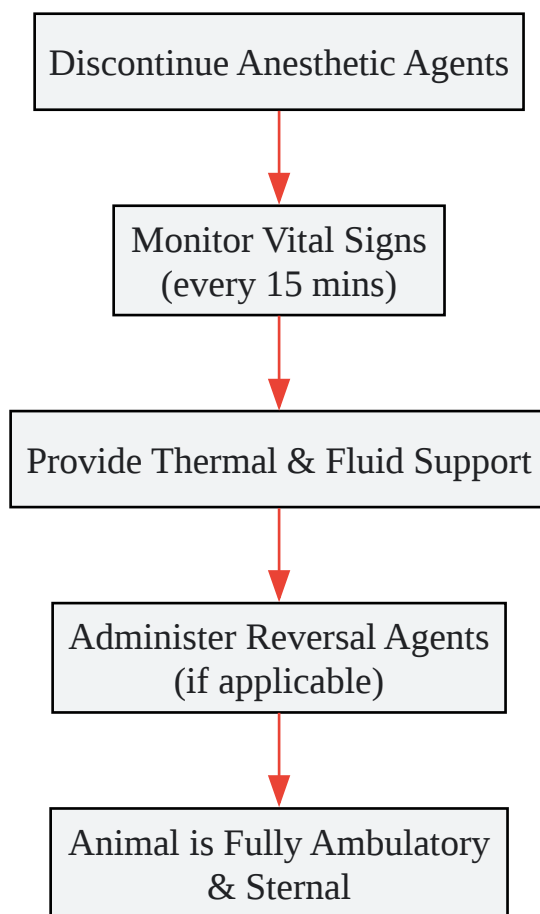 Discontinue Anesthetic Agents
Monitor Vital Signs
(every 15 mins)
Provide Thermal & Fluid Support
Administer Reversal Agents
(if applicable)
Animal is Fully Ambulatory
& Sternal